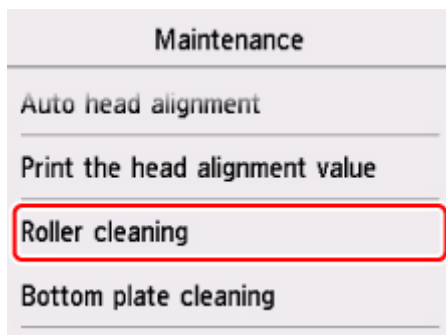 Maintenance
Auto head alignment
Print the head alignment value
Roller cleaning
Bottom plate cleaning